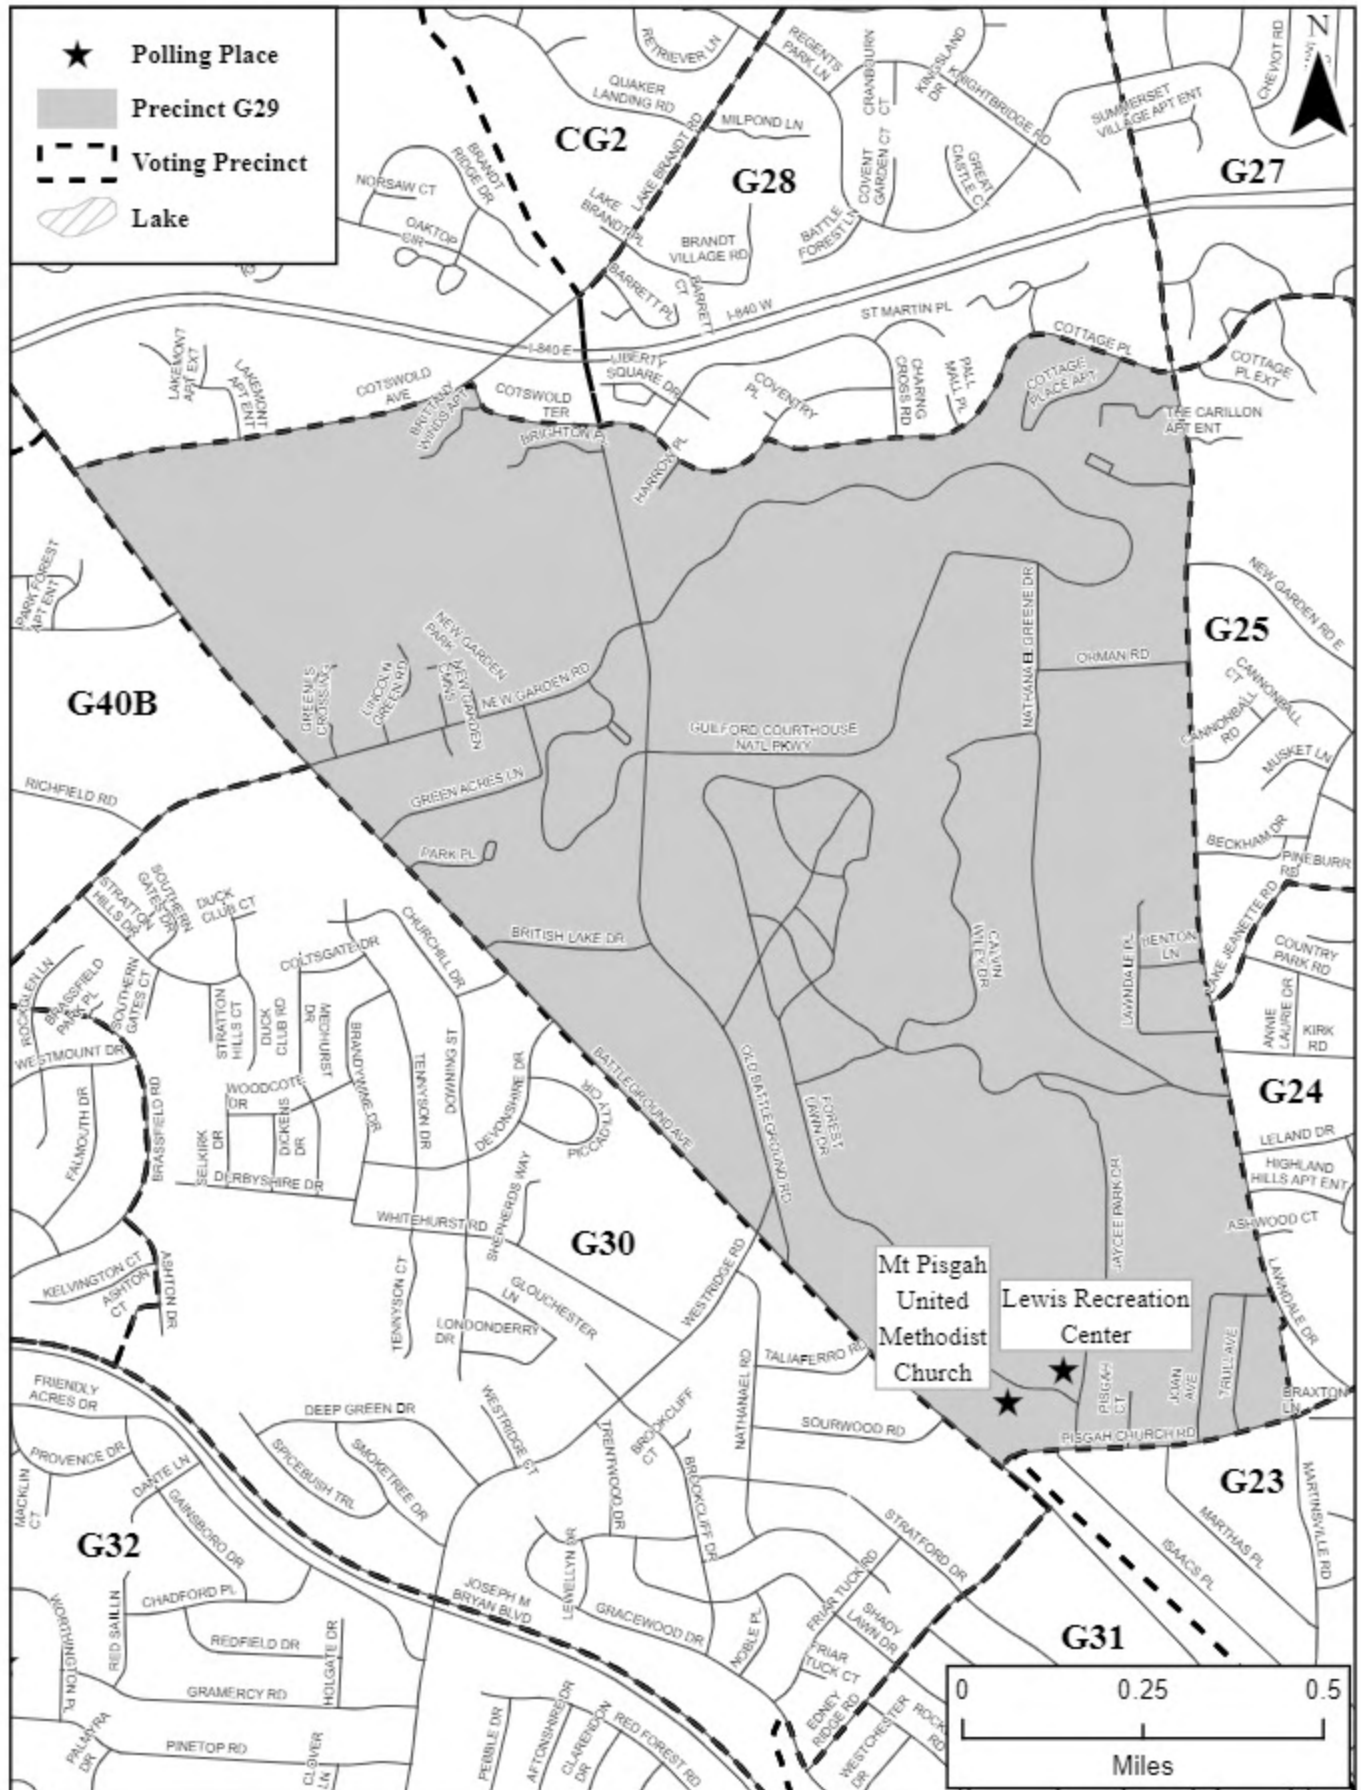 Polling Place
Precinct G29
Voting Precinct
Lake
N
RETRIEVER LN
REGENTS
PARK LN
CRANBOURN
CT
KINGSLAND
DR
KNIGHTBRIDGE RD
CHEVIOT RD
SUMMERSET
VILLAGE APT ENT
QUAKER
LANDING RD
MILPOND LN
CG2
G28
G27
LAKE BRANDT RD
COVENT
GARDEN CT
GREAT
CASTLE CT
BRANDT
RIDGE DR
NORSAW CT
OAKTOP
CIR
LAKE
BRANDT PL
BRANDT
VILLAGE RD
BATTLE
FOREST LN
BARRETT PL
BARRETT
CT
I-840 W
ST MARTIN PL
I-840 E
LIBERTY
SQUARE DR
COTTAGE PL
COTTAGE
PL EXT
LAKEMONT
APT EXT
LAKEMONT
APT ENT
COTSWOLD
AVE
BRITTANY
WINDS APT
COTSWOLD
TER
BRIGHTON PL
COVENTRY
PL
CHARING
CROSS RD
PALL
MALL PL
COTTAGE
PLACE APT
THE CARILLON
APT ENT
HARROW PL
PARK FOREST
APT ENT
NEW GARDEN RD E
G25
NATHANAEL GREENE DR
ORMAN RD
CANNONBALL
CT
CANNONBALL
RD
MUSKET LN
G40B
GREENES
CROSSING
LINCOLN
GREEN RD
NEW GARDEN
PARK
NEW GARDEN
CMNS
NEW GARDEN RD
GUILFORD COURTHOUSE
NATL PKWY
RICHFIELD RD
GREEN ACRES LN
PARK PL
BECKHAM DR
PINEBURR
RD
LAKE JEANETTE RD
STRATTON
HILLS DR
SOUTHERN
GATES DR
DUCK
CLUB CT
CHURCHILL DR
BRITISH LAKE DR
CALVIN
WILEY DR
LAWNDALE PL
BENTON
LN
COUNTRY
PARK RD
COLTSGATE DR
ROCKGLEN LN
BRASSFIELD
PARK PL
SOUTHERN
GATES CT
STRATTON
HILLS CT
DUCK
CLUB RD
MEDHURST
DR
BRANDYWINE DR
TENNYSON DR
DOWNING ST
ANNIE
LAURIE DR
KIRK
RD
WESTMOUNT DR
FALMOUTH DR
BRASSFIELD RD
WOODCOTE
DR
SELKIRK
DR
DICKENS
DR
DERBYSHIRE DR
DEVONSHIRE DR
PICCADILLY CIR
BATTLEGROUND AVE
OLD BATTLEGROUND RD
FOREST
LAWN DR
G24
LELAND DR
HIGHLAND
HILLS APT ENT
ASHWOOD CT
JAYCEE PARK DR
WHITEHURST RD
SHEPHERDS WAY
G30
KELVINGTON CT
ASHTON
CT
ASHTON DR
TENNYSON CT
GLOUCHESTER
LN
LONDONDERRY
DR
WESTRIDGE RD
LAWNDALE DR
Mt Pisgah
United
Methodist
Church
Lewis Recreation
Center
FRIENDLY
ACRES DR
TALIAFERRO RD
NATHANAEL RD
PISGAH
CT
JOAN
AVE
TRULL AVE
BRAXTON
LN
PISGAH CHURCH RD
DEEP GREEN DR
WESTRIDGE CT
BROOKCLIFF
CT
SOURWOOD RD
PROVENCE DR
DANTE LN
SPICEBUSH TRL
SMOKETREE DR
TRENTWOOD DR
BROOKCLIFF DR
G23
MACKLIN
CT
GAINSBORO DR
STRATFORD DR
MARTHAS PL
MARTINSVILLE RD
ISAACS PL
G32
CHADFORD PL
JOSEPH M
BRYAN BLVD
LEWELLYN DR
GRACEWOOD DR
FRIAR TUCK RD
SHADY
LAWN DR
NOBLE PL
FRIAR
TUCK CT
G31
WORTHINGTON PL
RED SAIL LN
REDFIELD DR
HOLGATE DR
GRAMERCY RD
PALMYRA
DR
PINETOP RD
CLOVER
LN
PEBBLE DR
AFTONSHIRE DR
CLARENDON
DR
RED FOREST RD
EDNEY
RIDGE RD
WESTCHESTER
DR
RD
0 0.25 0.5
Miles